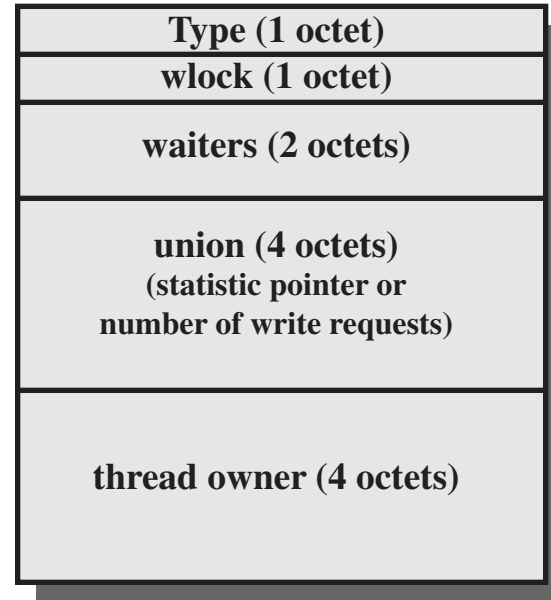 Type (1 octet)
wlock (1 octet)
waiters (2 octets)
union (4 octets)
(statistic pointer or
number of write requests)
thread owner (4 octets)